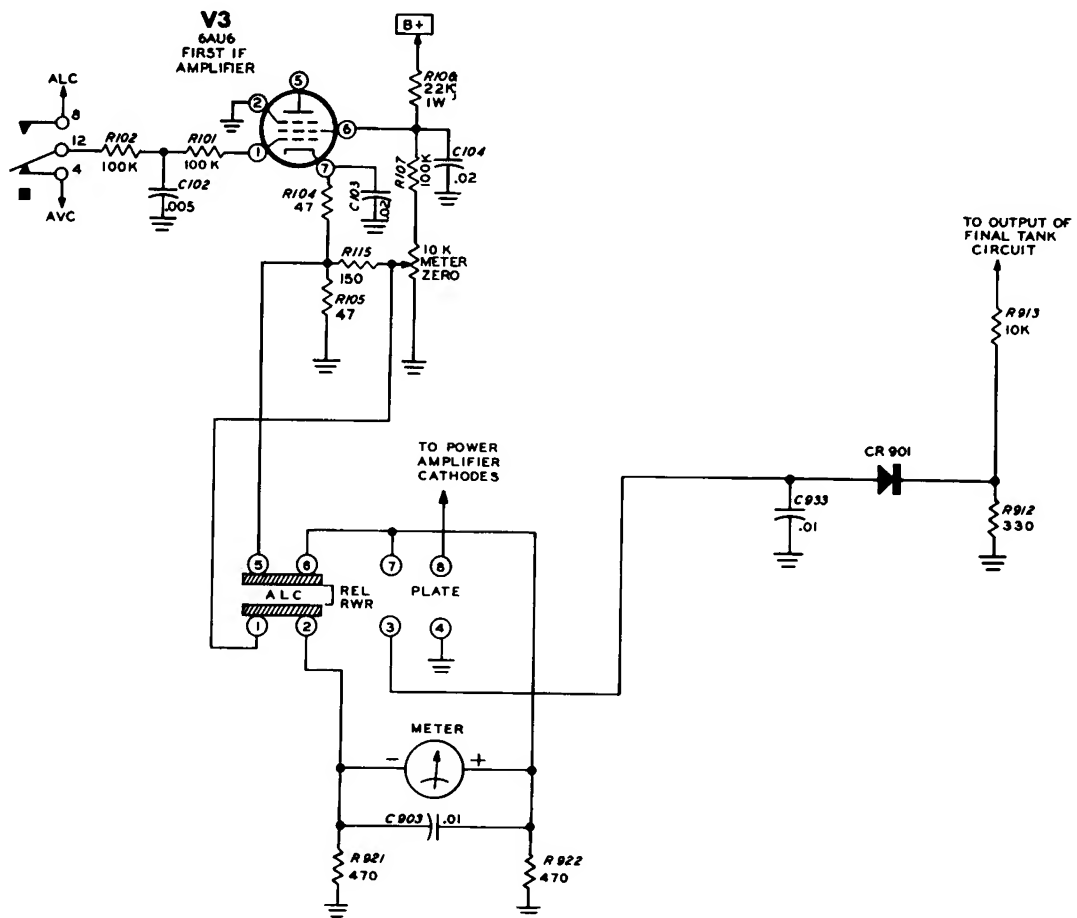 V3
6AU6
FIRST IF
AMPLIFIER
B+
ALC
8
12
4
AVC
R102
100K
C102
.005
R101
100K
5
2
1
6
7
R106
22K
1W
R107
100K
C104
.02
R104
47
C103
.02
R115
150
10 K
METER
ZERO
R105
47
TO OUTPUT OF
FINAL TANK
CIRCUIT
R913
10K
CR 901
C933
.01
R912
330
TO POWER
AMPLIFIER
CATHODES
5
6
7
8
ALC
REL
RWR
PLATE
1
2
3
4
METER
-
+
C903
.01
R921
470
R922
470